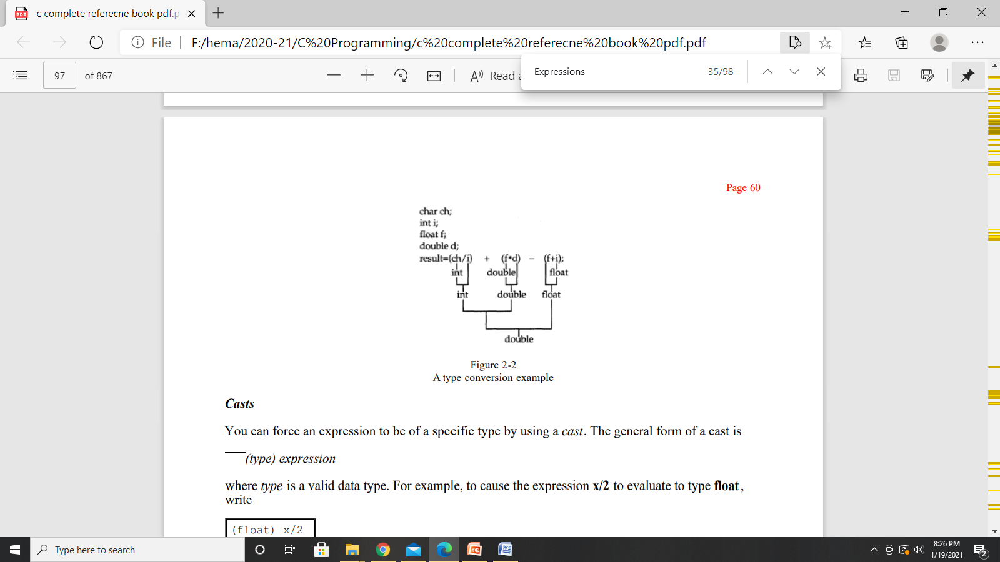 c complete referecne book pdf.p
File
F:/hema/2020-21/C%20Programming/c%20complete%20referecne%20book%20pdf.pdf
97 of 867
Read a
Expressions 35/98
Page 60
char ch;
int i;
float f;
double d;
result=(ch/i) + (f*d) – (f+i);
int double float
int double float
double
Figure 2-2
A type conversion example
Casts
You can force an expression to be of a specific type by using a cast. The general form of a cast is
(type) expression
where type is a valid data type. For example, to cause the expression x/2 to evaluate to type float,
write
(float) x/2
Type here to search
8:26 PM
1/19/2021
2